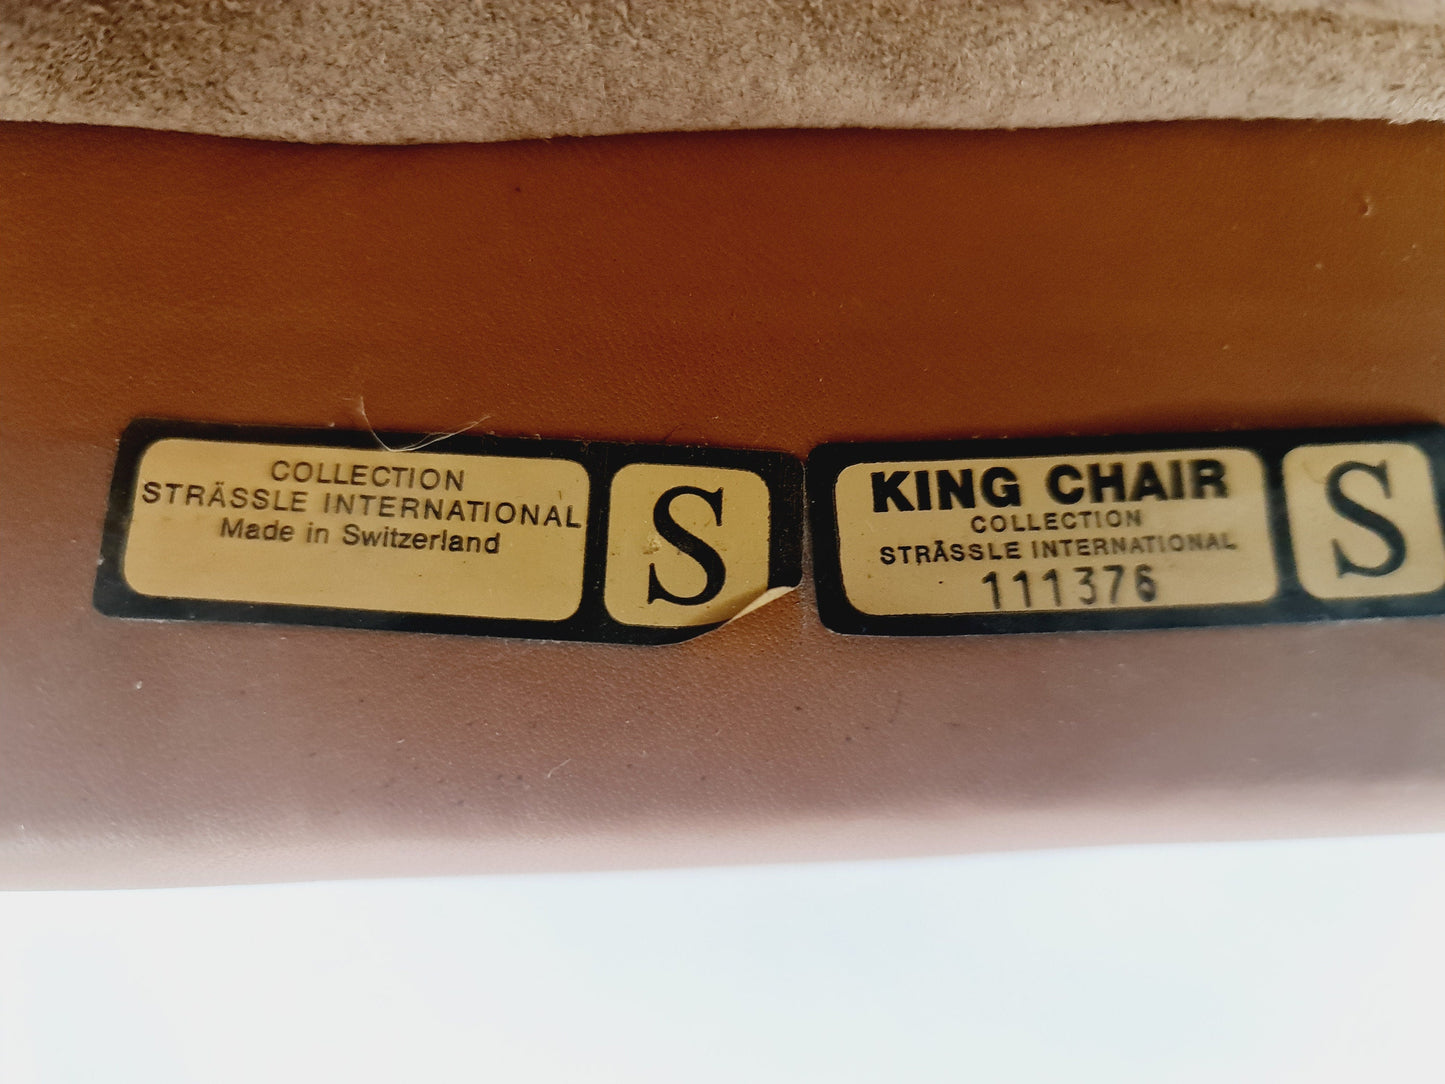 COLLECTION
STRÄSSLE INTERNATIONAL
Made in Switzerland
S
KING CHAIR
COLLECTION
STRÄSSLE INTERNATIONAL
111376
S